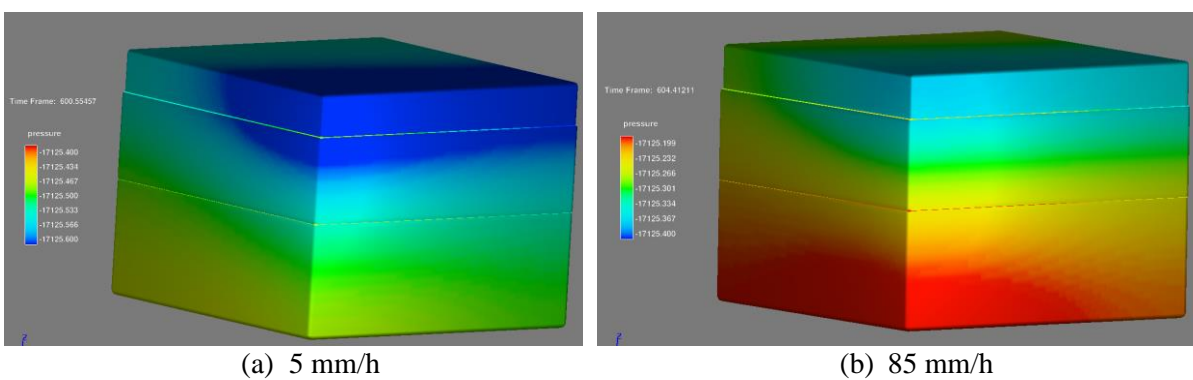 Time Frame: 600.55457
pressure
-17125.400
-17125.434
-17125.467
-17125.500
-17125.533
-17125.566
-17125.600
z
(a) 5 mm/h
Time Frame: 604.41211
pressure
-17125.199
-17125.232
-17125.266
-17125.301
-17125.334
-17125.367
-17125.400
z
(b) 85 mm/h